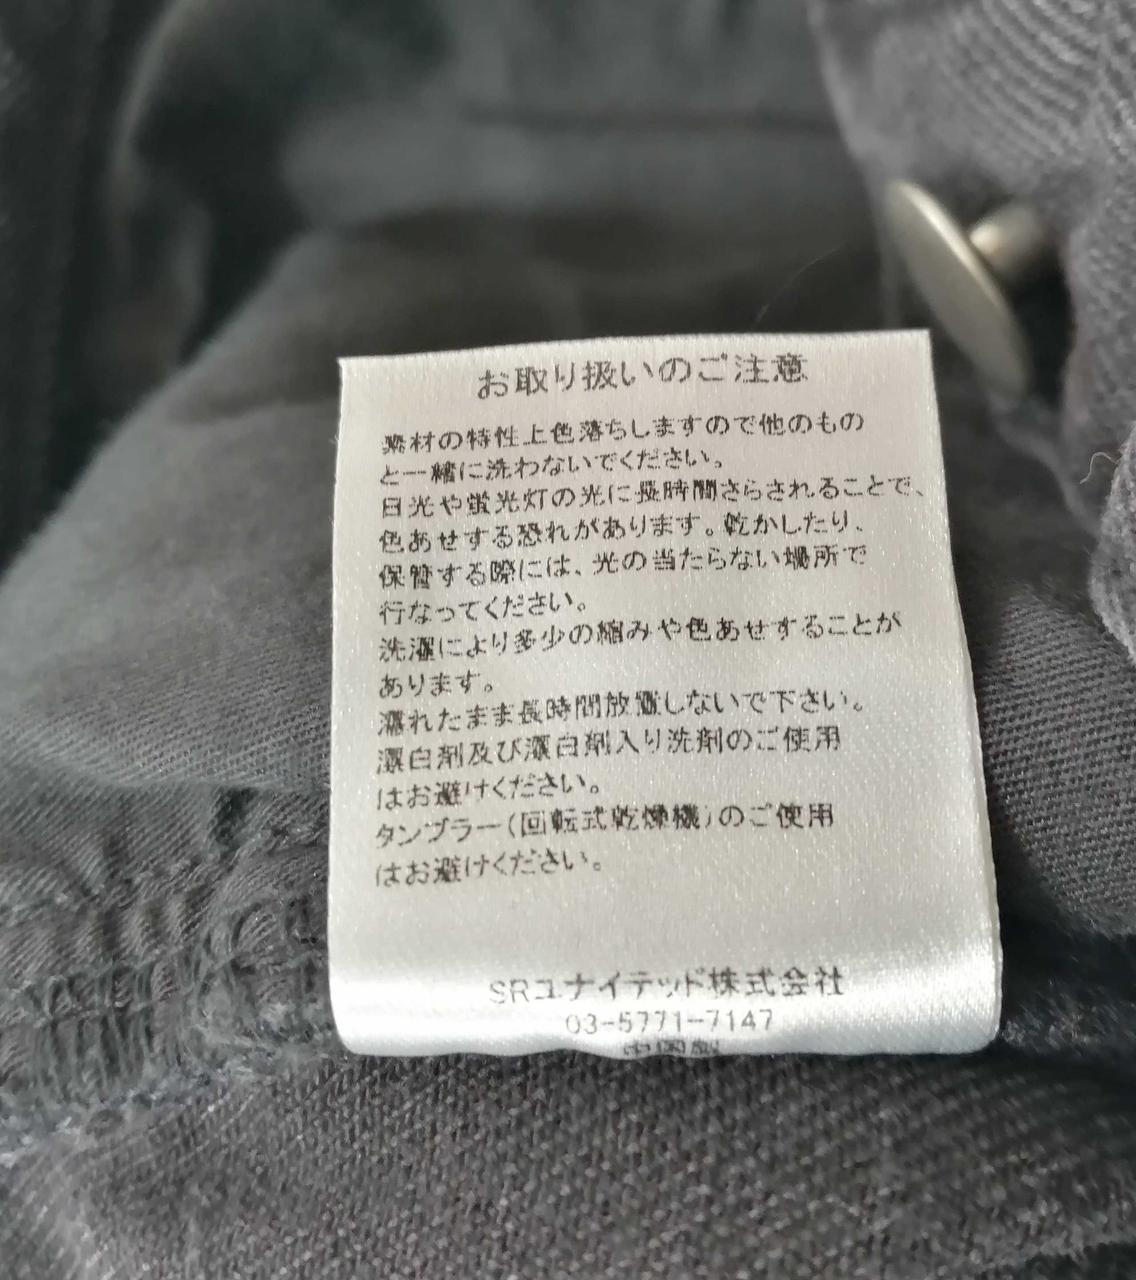 お取り扱いのご注意
素材の特性上色落ちしますので他のもの
と一緒に洗わないでください。
日光や蛍光灯の光に長時間さらされることで、
色あせする恐れがあります。乾かしたり、
保管する際には、光の当たらない場所で
行なってください。
洗濯により多少の縮みや色あせすることが
あります。
濡れたまま長時間放置しないで下さい。
漂白剤及び漂白剤入り洗剤のご使用
はお避けください。
タンブラー(回転式乾燥機)のご使用
はお避けください。
SRユナイテッド株式会社
03-5771-7147
中国製